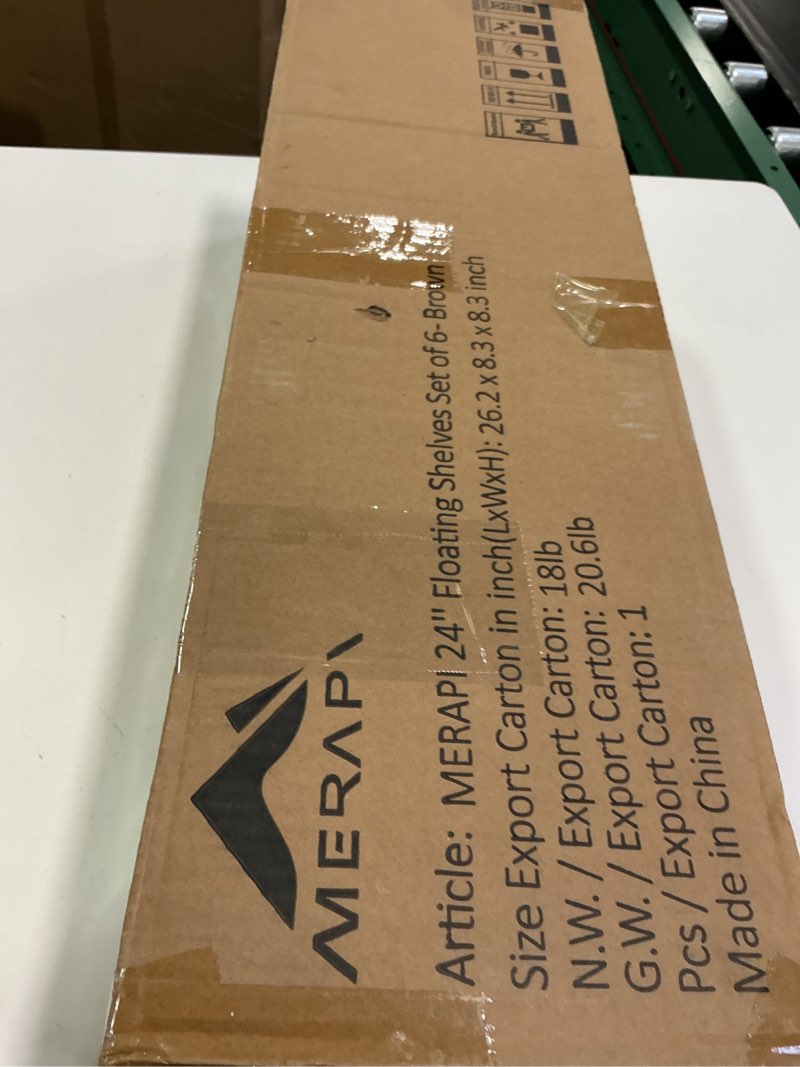 MERAPI
Article: MERAPI 24" Floating Shelves Set of 6-Brown
Size Export Carton in inch(LxWxH): 26.2 x 8.3 x 8.3 inch
N.W. / Export Carton: 18lb
G.W. / Export Carton: 20.6lb
Pcs / Export Carton: 1
Made in China